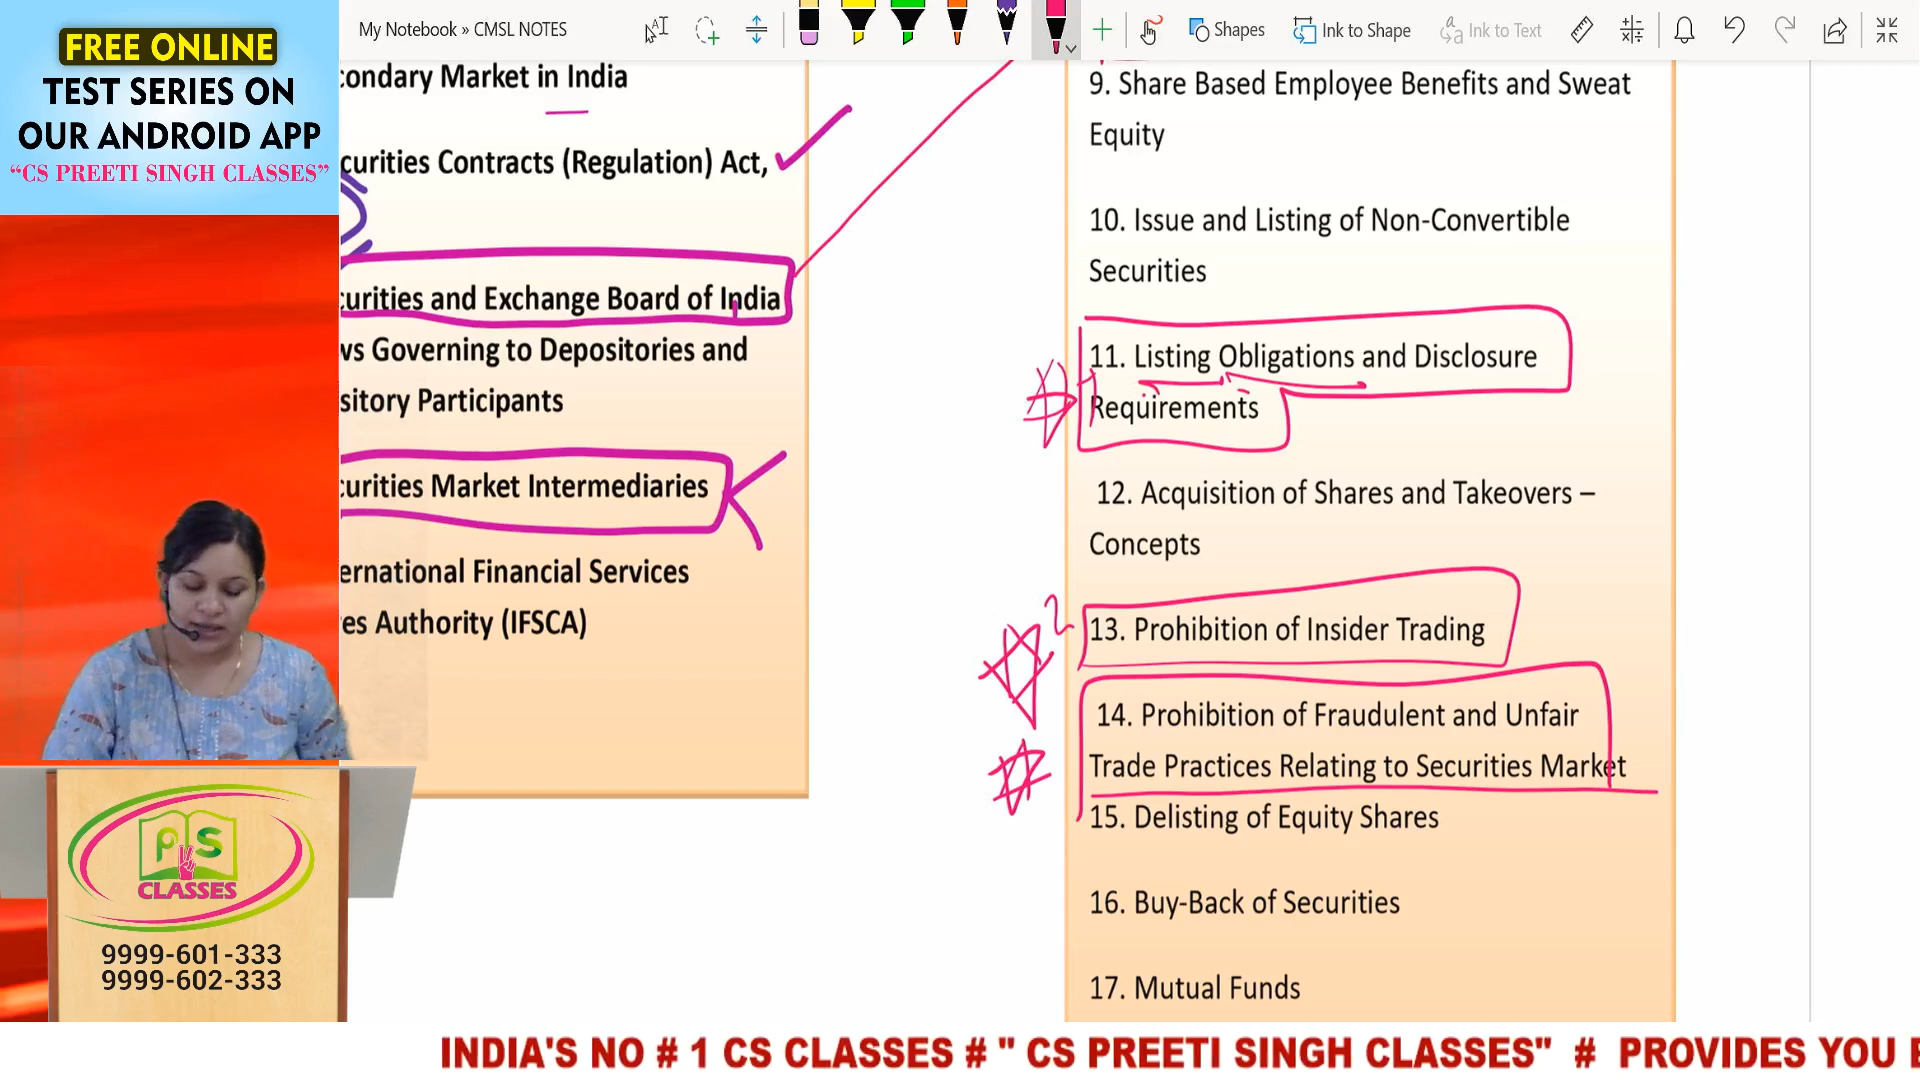 FREE ONLINE
TEST SERIES ON
OUR ANDROID APP
“CS PREETI SINGH CLASSES”
My Notebook » CMSL NOTES
Shapes
Ink to Shape
Ink to Text
condary Market in India
curities Contracts (Regulation) Act,
curities and Exchange Board of India
ws Governing to Depositories and
sitory Participants
curities Market Intermediaries
ernational Financial Services
res Authority (IFSCA)
9. Share Based Employee Benefits and Sweat
Equity
10. Issue and Listing of Non-Convertible
Securities
11. Listing Obligations and Disclosure
Requirements
12. Acquisition of Shares and Takeovers –
Concepts
2
13. Prohibition of Insider Trading
14. Prohibition of Fraudulent and Unfair
Trade Practices Relating to Securities Market
15. Delisting of Equity Shares
16. Buy-Back of Securities
17. Mutual Funds
PS
CLASSES
9999-601-333
9999-602-333
INDIA'S NO # 1 CS CLASSES # " CS PREETI SINGH CLASSES" # PROVIDES YOU